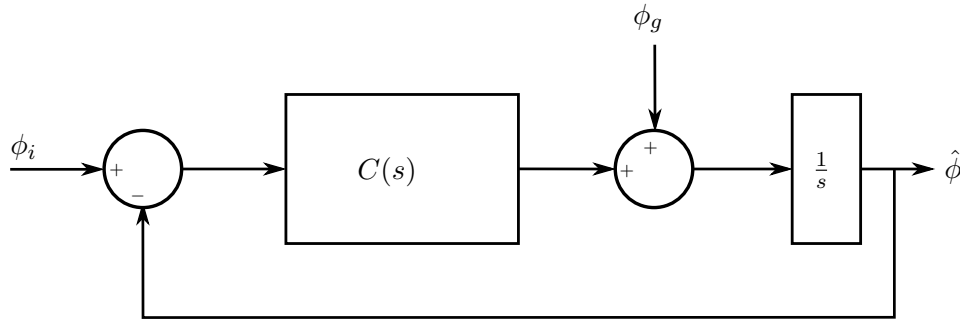 ϕ_g
ϕ_i
+
−
C(s)
+
+
1/s
ϕ̂